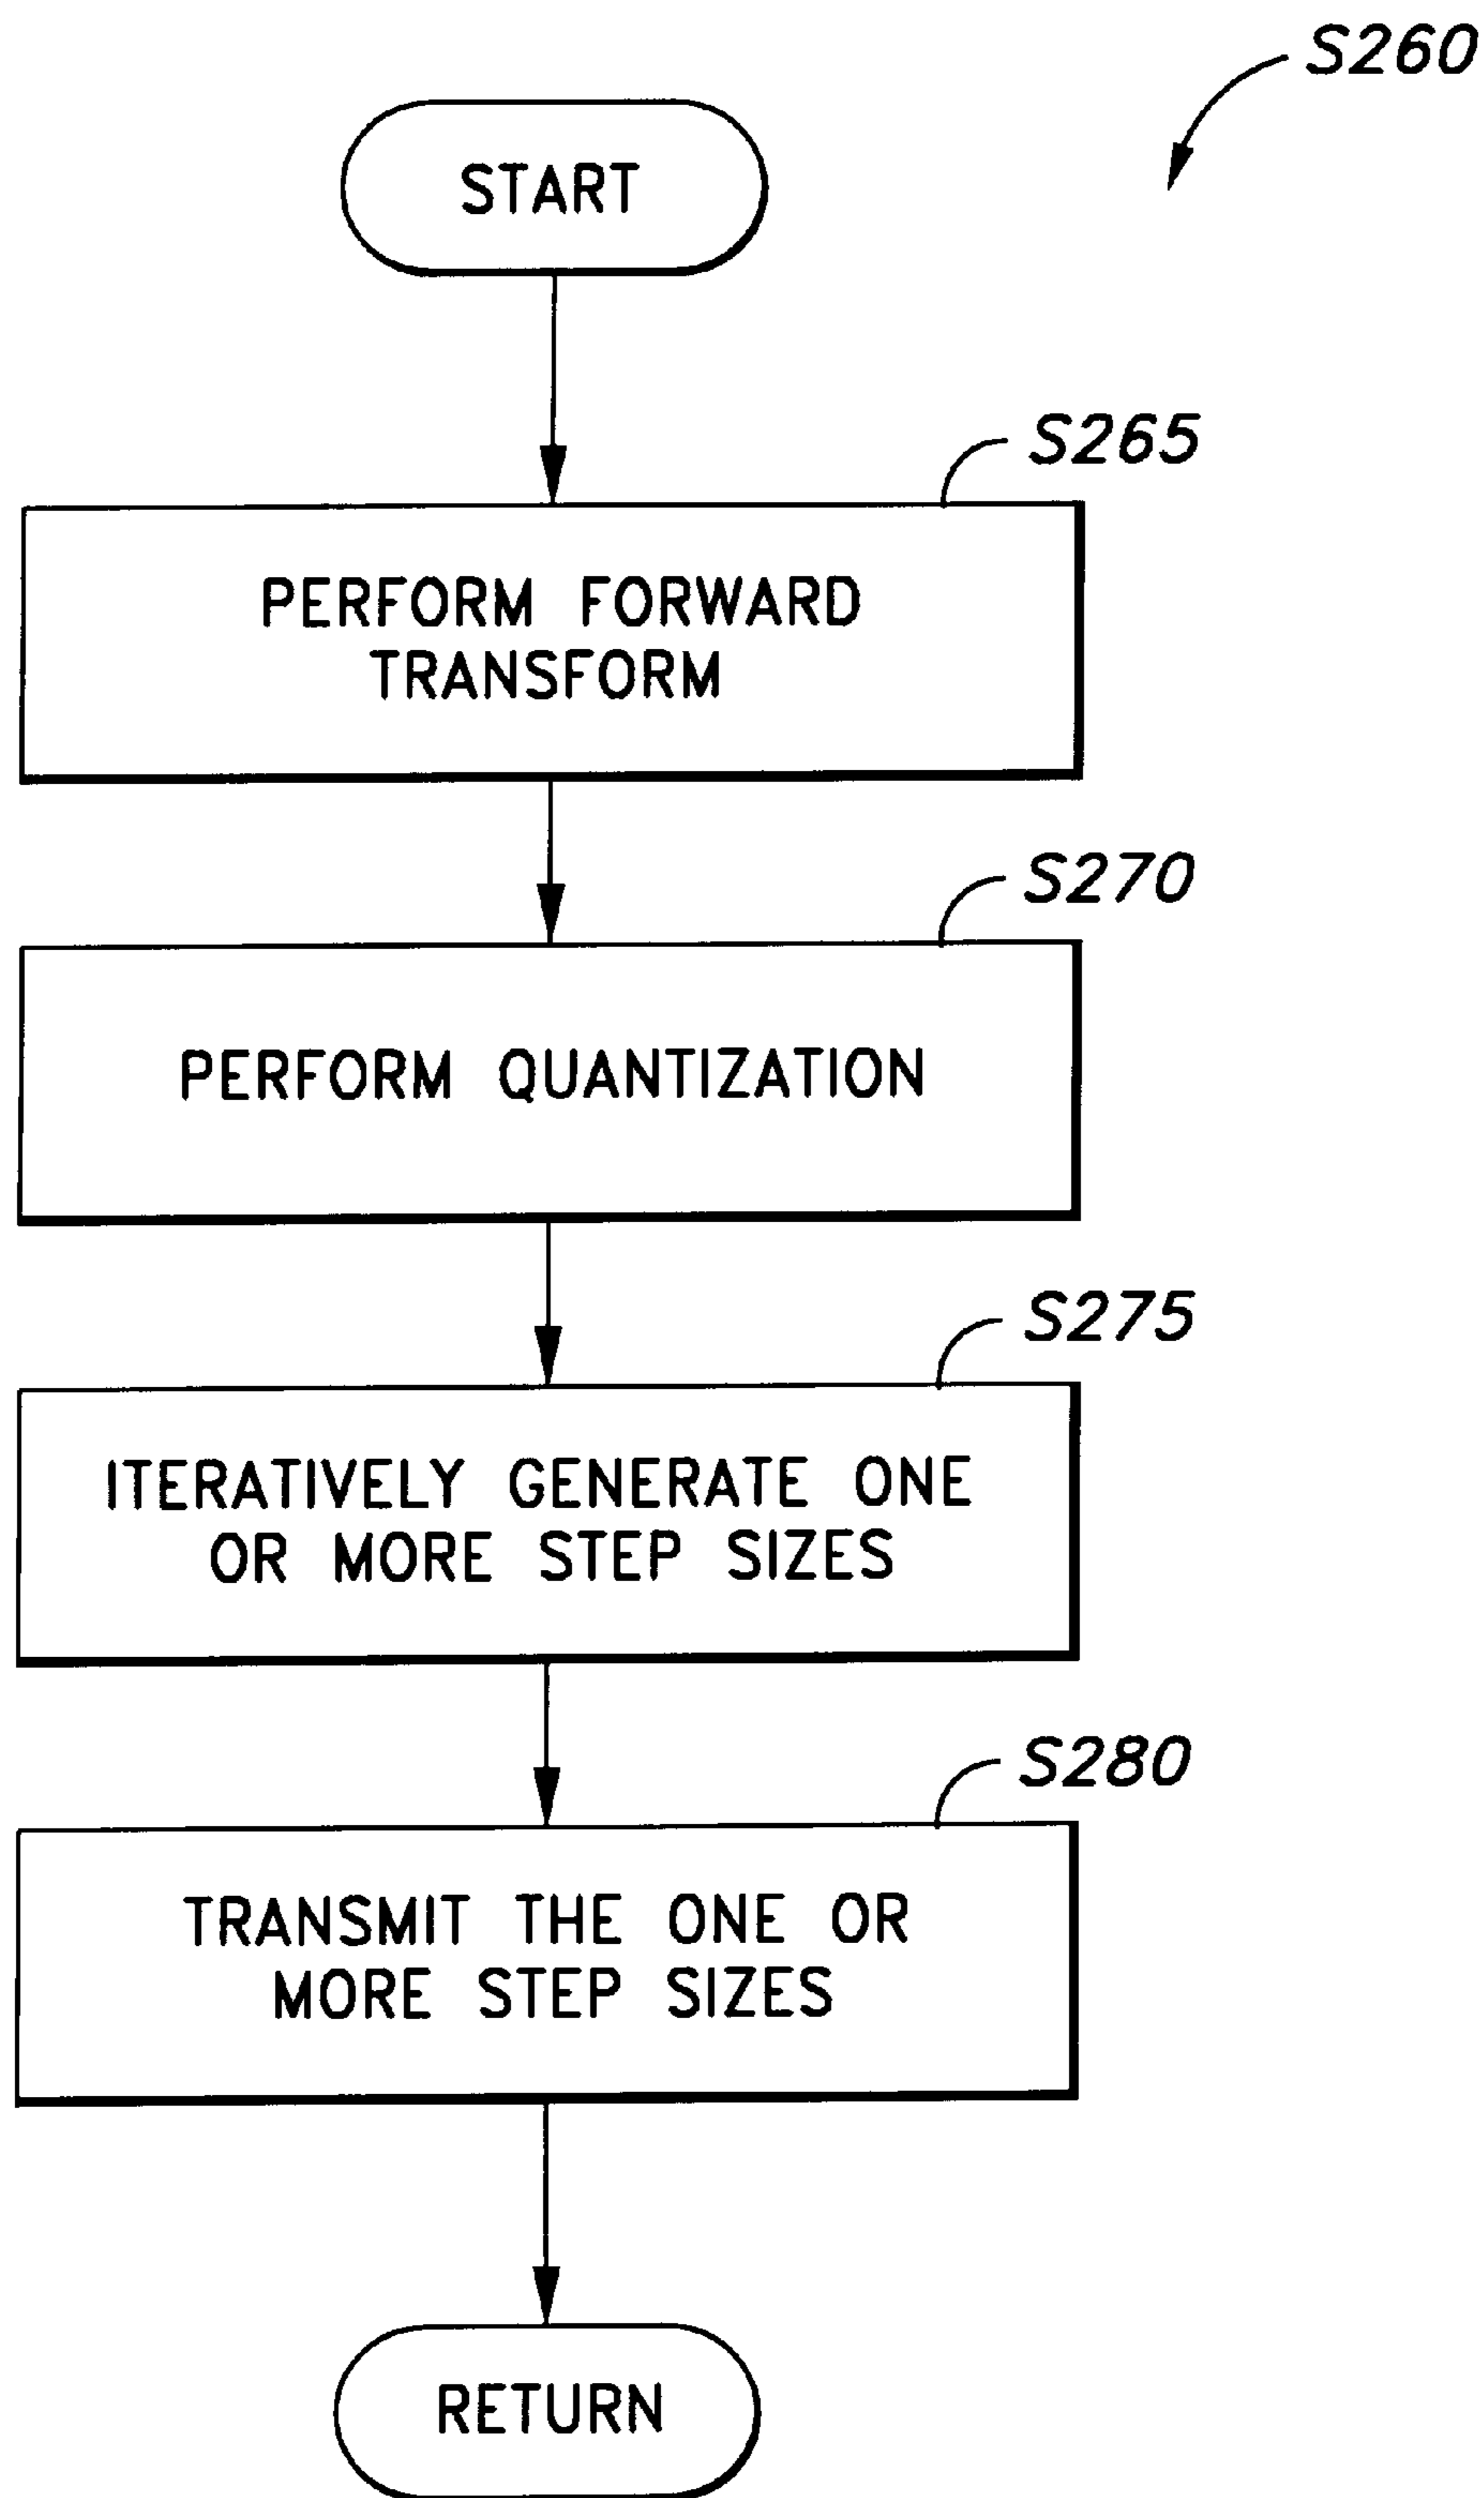 S260
START
S265
PERFORM FORWARD
TRANSFORM
S270
PERFORM QUANTIZATION
S275
ITERATIVELY GENERATE ONE
OR MORE STEP SIZES
S280
TRANSMIT THE ONE OR
MORE STEP SIZES
RETURN